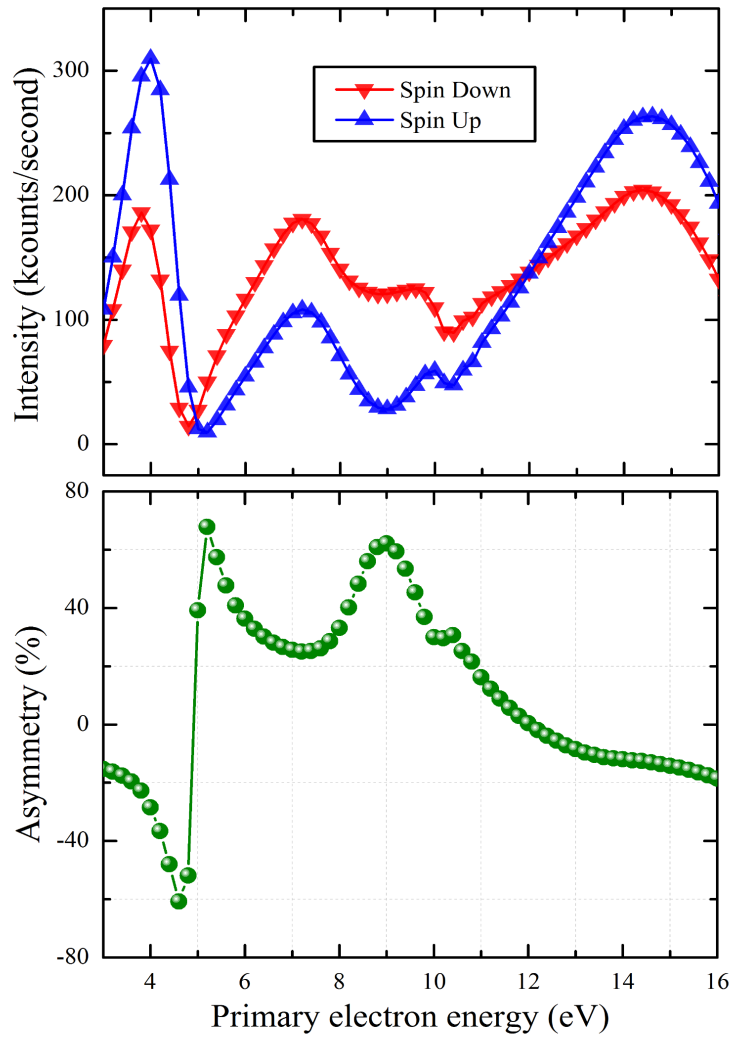 Intensity (kcounts/second)
300
200
100
0
Spin Down
Spin Up
Asymmetry (%)
80
40
0
-40
-80
4 6 8 10 12 14 16
Primary electron energy (eV)